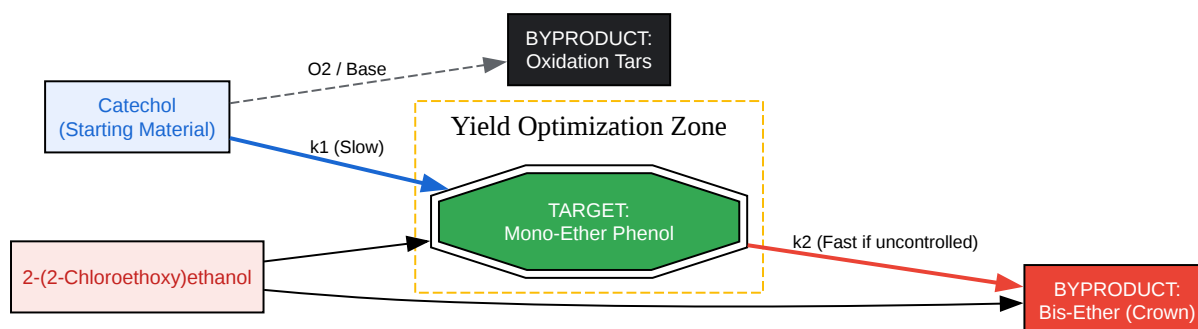 BYPRODUCT:
Oxidation Tars
O2 / Base
Catechol
(Starting Material)
Yield Optimization Zone
k1 (Slow)
TARGET:
Mono-Ether Phenol
k2 (Fast if uncontrolled)
2-(2-Chloroethoxy)ethanol
BYPRODUCT:
Bis-Ether (Crown)